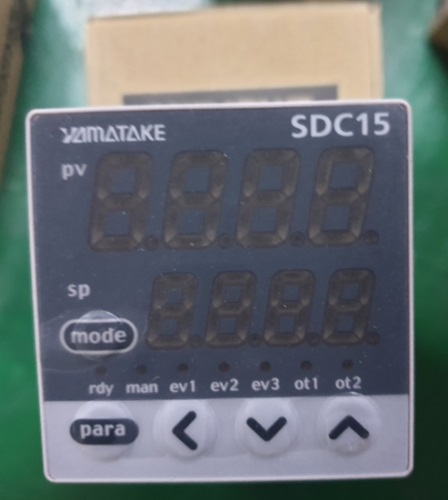 YAMATAKE SDC15
pv
sp
mode
rdy man ev1 ev2 ev3 ot1 ot2
para